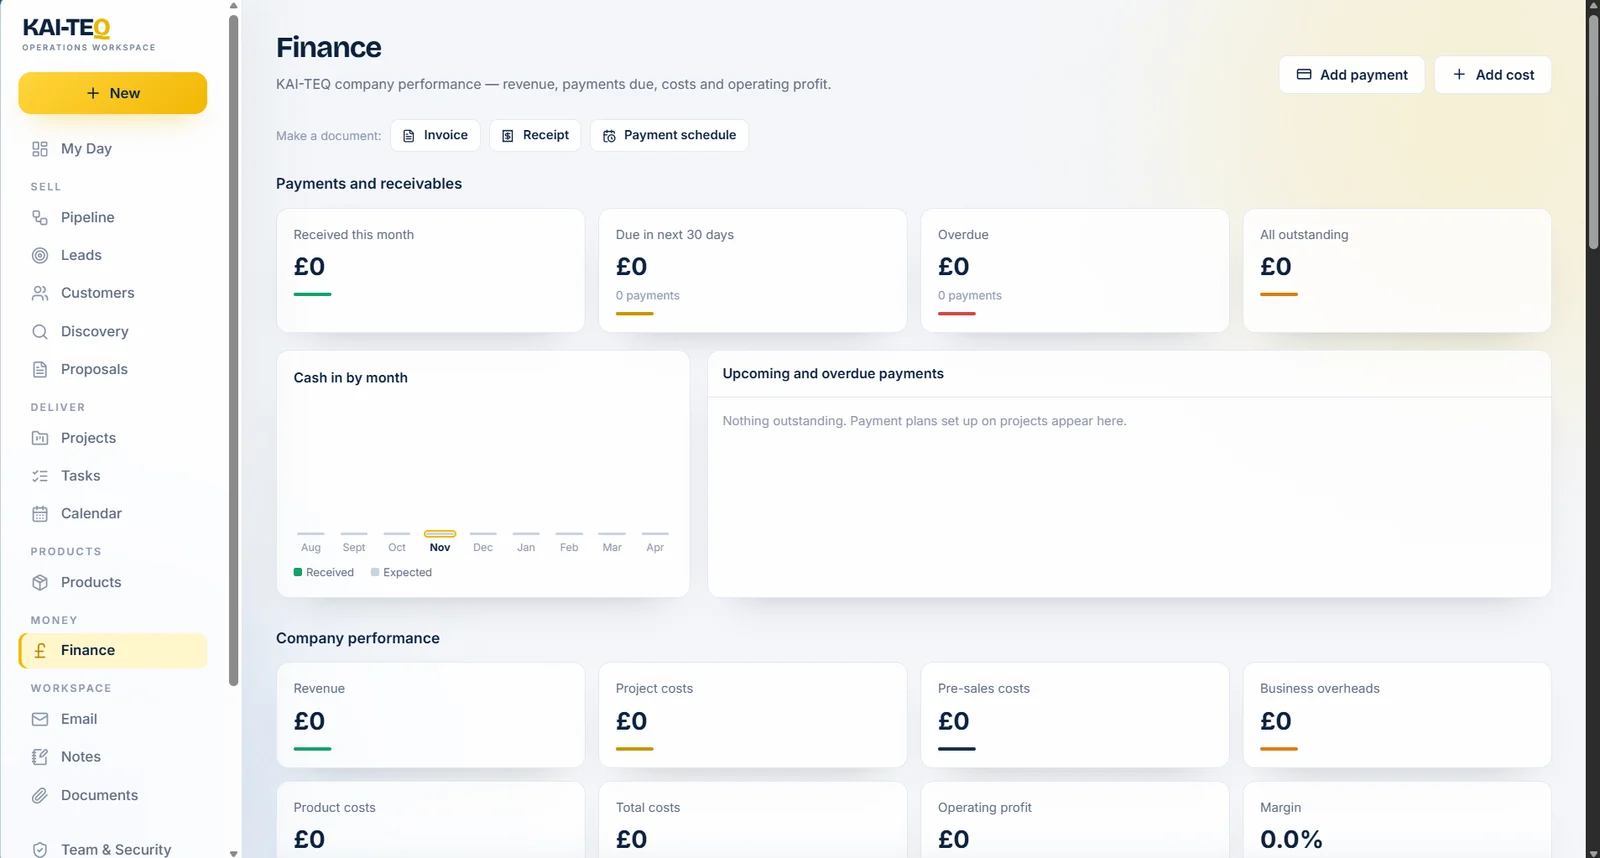 KAI-TEQ
OPERATIONS WORKSPACE
New
My Day
SELL
Pipeline
Leads
Customers
Discovery
Proposals
DELIVER
Projects
Tasks
Calendar
PRODUCTS
Products
MONEY
Finance
WORKSPACE
Email
Notes
Documents
Team & Security
Finance
KAI-TEQ company performance — revenue, payments due, costs and operating profit.
Add payment
Add cost
Make a document: Invoice Receipt Payment schedule
Payments and receivables
Received this month
£0
Due in next 30 days
£0
0 payments
Overdue
£0
0 payments
All outstanding
£0
Cash in by month
Aug Sept Oct Nov Dec Jan Feb Mar Apr
Received Expected
Upcoming and overdue payments
Nothing outstanding. Payment plans set up on projects appear here.
Company performance
Revenue
£0
Project costs
£0
Pre-sales costs
£0
Business overheads
£0
Product costs
£0
Total costs
£0
Operating profit
£0
Margin
0.0%